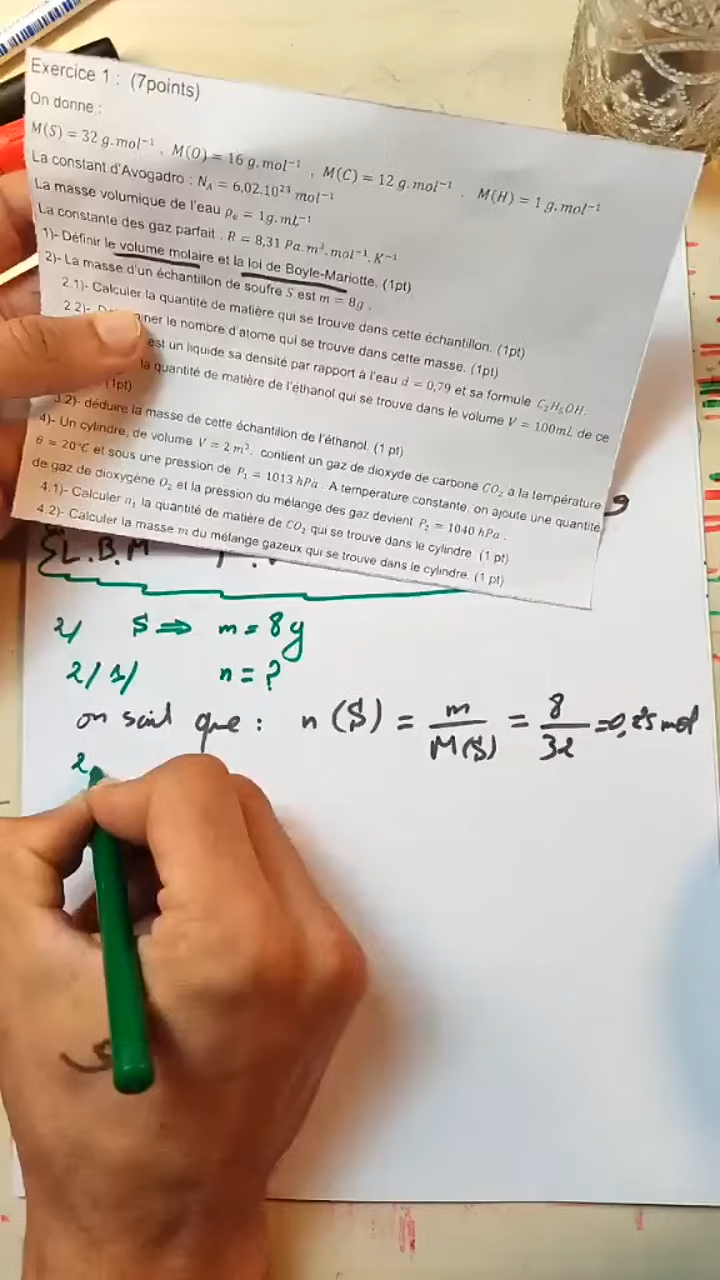 Exercice 1 : (7points)
On donne :
M(S) = 32 g.mol⁻¹ , M(O) = 16 g.mol⁻¹ , M(C) = 12 g.mol⁻¹ , M(H) = 1 g.mol⁻¹
La constant d'Avogadro : N_A = 6,02.10²³ mol⁻¹
La masse volumique de l'eau ρₑ = 1g.mL⁻¹
La constante des gaz parfait : R = 8,31 Pa.m³.mol⁻¹.K⁻¹
1)- Définir le volume molaire et la loi de Boyle-Mariotte. (1pt)
2)- La masse d'un échantillon de soufre S est m = 8g .
2.1)- Calculer la quantité de matière qui se trouve dans cette échantillon. (1pt)
2.2)- le nombre d'atome qui se trouve dans cette masse. (1pt)
est un liquide sa densité par rapport à l'eau d = 0,79 et sa formule C₂H₅OH.
la quantité de matière de l'éthanol qui se trouve dans le volume V = 100mL de ce
(1pt)
3.2)- déduire la masse de cette échantillon de l'éthanol. (1 pt)
4)- Un cylindre, de volume V = 2 m³, contient un gaz de dioxyde de carbone CO₂ a la température
θ = 20°C et sous une pression de P₁ = 1013 hPa . A température constante, on ajoute une quantité
de gaz de dioxygène O₂ et la pression du mélange des gaz devient P₂ = 1040 hPa .
4.1)- Calculer n₁ la quantité de matière de CO₂ qui se trouve dans le cylindre. (1 pt)
4.2)- Calculer la masse m du mélange gazeux qui se trouve dans le cylindre. (1 pt)
L.B.M
2/ S ⇒ m = 8g
2/1/ n = ?
on sait que : n(S) = m/M(S) = 8/32 = 0,25 mol
2